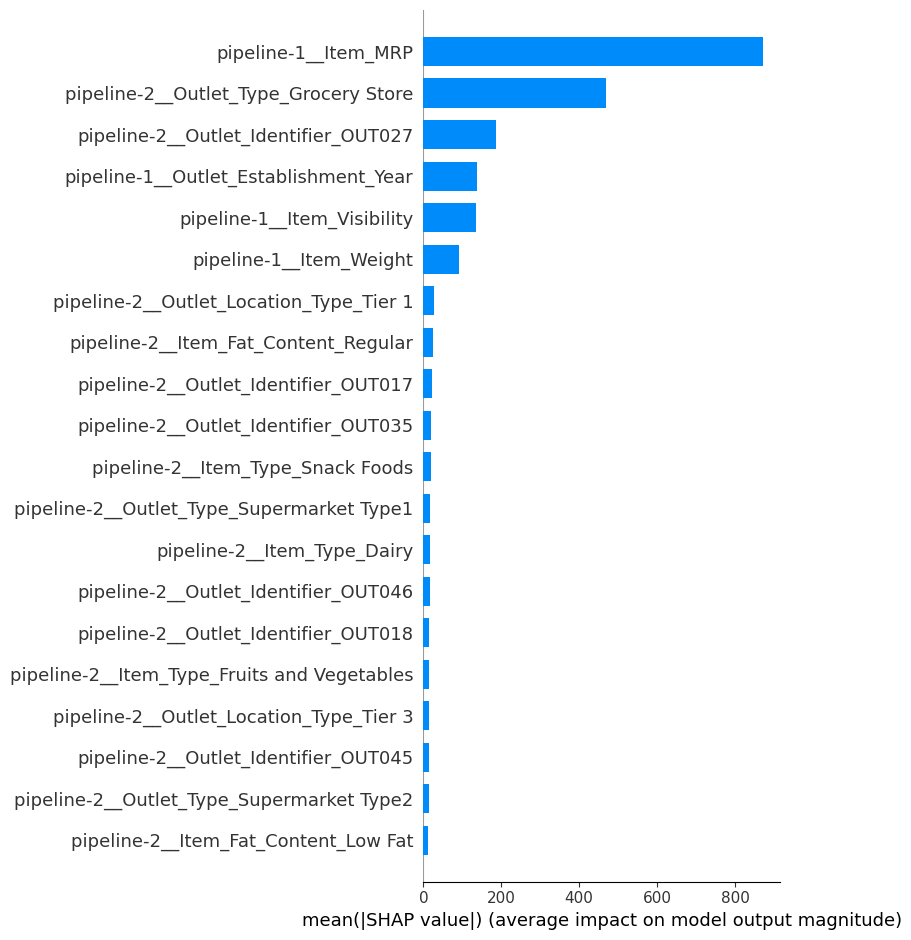 pipeline-1__Item_MRP
pipeline-2__Outlet_Type_Grocery Store
pipeline-2__Outlet_Identifier_OUT027
pipeline-1__Outlet_Establishment_Year
pipeline-1__Item_Visibility
pipeline-1__Item_Weight
pipeline-2__Outlet_Location_Type_Tier 1
pipeline-2__Item_Fat_Content_Regular
pipeline-2__Outlet_Identifier_OUT017
pipeline-2__Outlet_Identifier_OUT035
pipeline-2__Item_Type_Snack Foods
pipeline-2__Outlet_Type_Supermarket Type1
pipeline-2__Item_Type_Dairy
pipeline-2__Outlet_Identifier_OUT046
pipeline-2__Outlet_Identifier_OUT018
pipeline-2__Item_Type_Fruits and Vegetables
pipeline-2__Outlet_Location_Type_Tier 3
pipeline-2__Outlet_Identifier_OUT045
pipeline-2__Outlet_Type_Supermarket Type2
pipeline-2__Item_Fat_Content_Low Fat
0 200 400 600 800
mean(|SHAP value|) (average impact on model output magnitude)